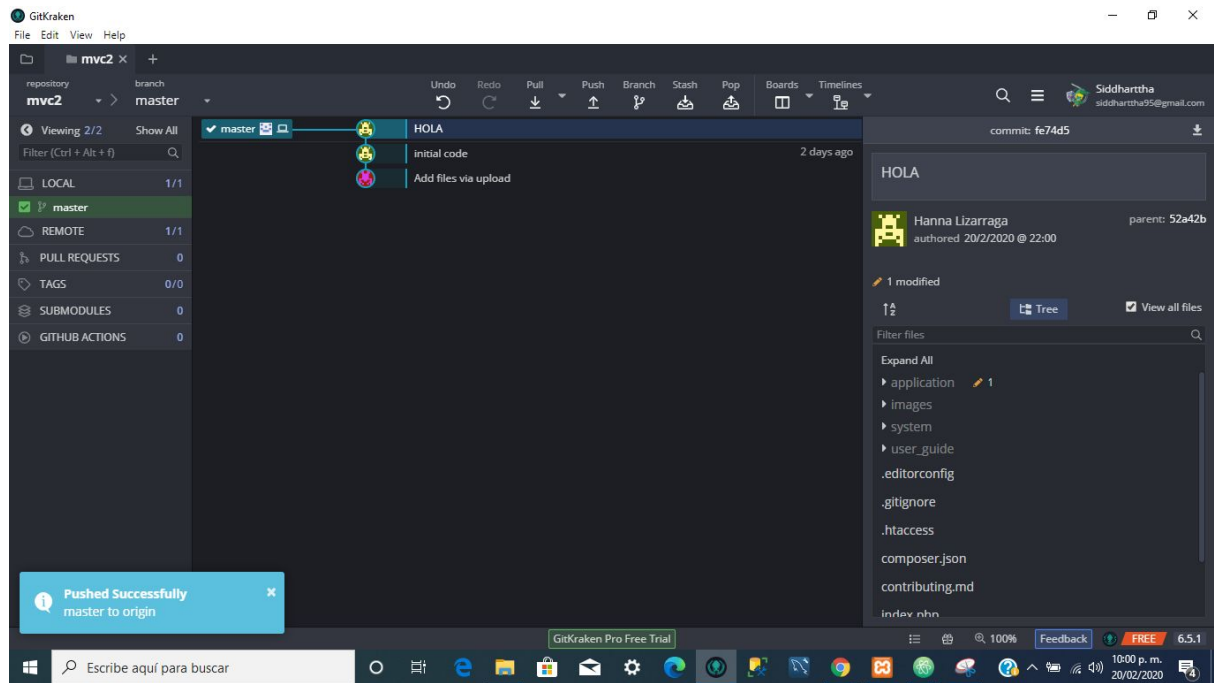 GitKraken
File Edit View Help
mvc2
repository
mvc2
branch
master
Undo Redo Pull Push Branch Stash Pop Boards Timelines
Siddharttha
siddharttha95@gmail.com
Viewing 2/2 Show All
Filter (Ctrl + Alt + f)
LOCAL 1/1
master
REMOTE 1/1
PULL REQUESTS 0
TAGS 0/0
SUBMODULES 0
GITHUB ACTIONS 0
master
HOLA
initial code 2 days ago
Add files via upload
commit: fe74d5
HOLA
Hanna Lizarraga
authored 20/2/2020 @ 22:00
parent: 52a42b
1 modified
Tree
View all files
Filter files
Expand All
application 1
images
system
user_guide
.editorconfig
.gitignore
.htaccess
composer.json
contributing.md
index.php
Pushed Successfully
master to origin
GitKraken Pro Free Trial
100% Feedback FREE 6.5.1
Escribe aquí para buscar
10:00 p. m.
20/02/2020
4